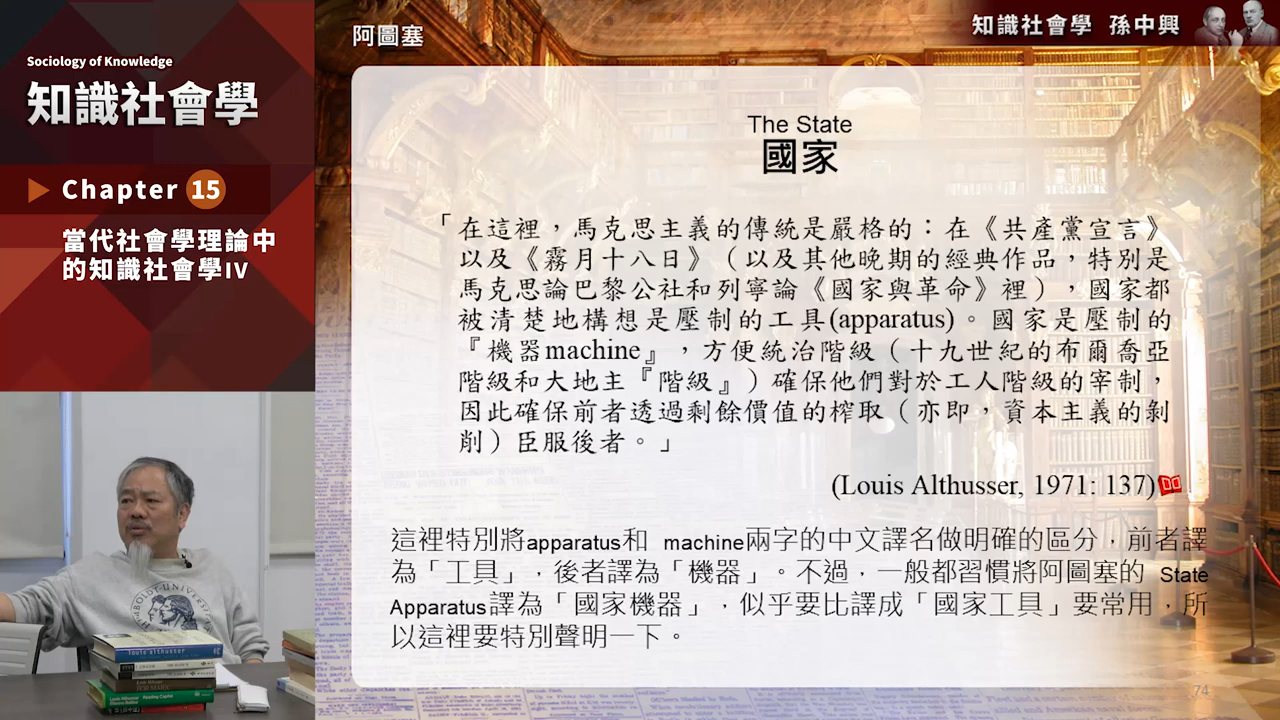 Sociology of Knowledge
知識社會學
Chapter 15
當代社會學理論中
的知識社會學IV
阿圖塞
知識社會學 孫中興
The State
國家
「在這裡，馬克思主義的傳統是嚴格的：在《共產黨宣言》
以及《霧月十八日》（以及其他晚期的經典作品，特別是
馬克思論巴黎公社和列寧論《國家與革命》裡），國家都
被清楚地構想是壓制的工具(apparatus)。國家是壓制的
『機器machine』，方便統治階級（十九世紀的布爾喬亞
階級和大地主『階級』）確保他們對於工人階級的宰制，
因此確保前者透過剩餘價值的榨取（亦即，資本主義的剝
削）臣服後者。」
(Louis Althusser, 1971: 137)
這裡特別將apparatus和 machine兩字的中文譯名做明確的區分，前者譯
為「工具」，後者譯為「機器」。不過，一般都習慣將阿圖塞的 State
Apparatus譯為「國家機器」，似乎要比譯成「國家工具」要常用，所
以這裡要特別聲明一下。
74
louis althusser
Reading Capital